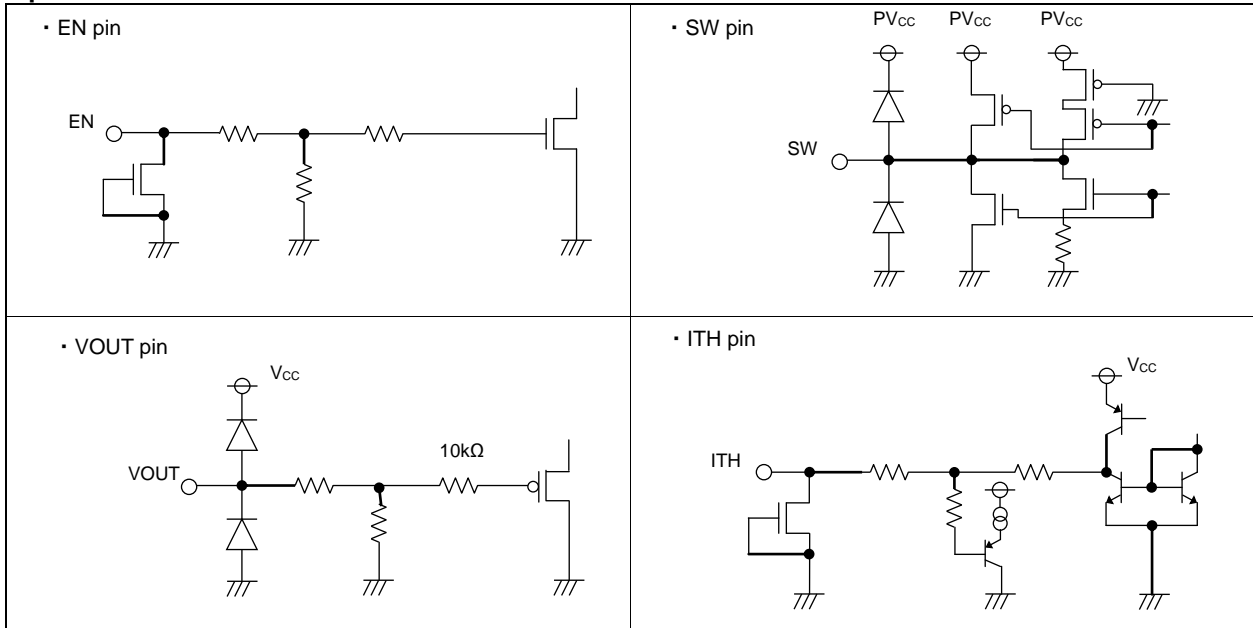 ・EN pin
EN
・SW pin
PVCC PVCC PVCC
SW
・VOUT pin
VCC
10kΩ
VOUT
・ITH pin
VCC
ITH